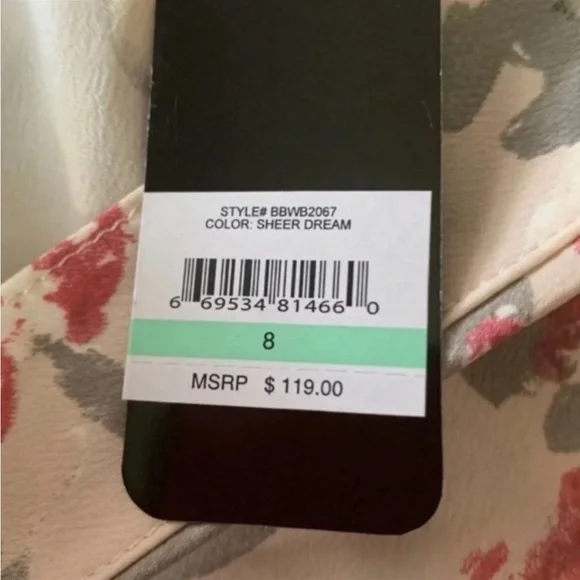 STYLE# BBWB2067
COLOR: SHEER DREAM
6 69534 81466 0
8
MSRP $ 119.00